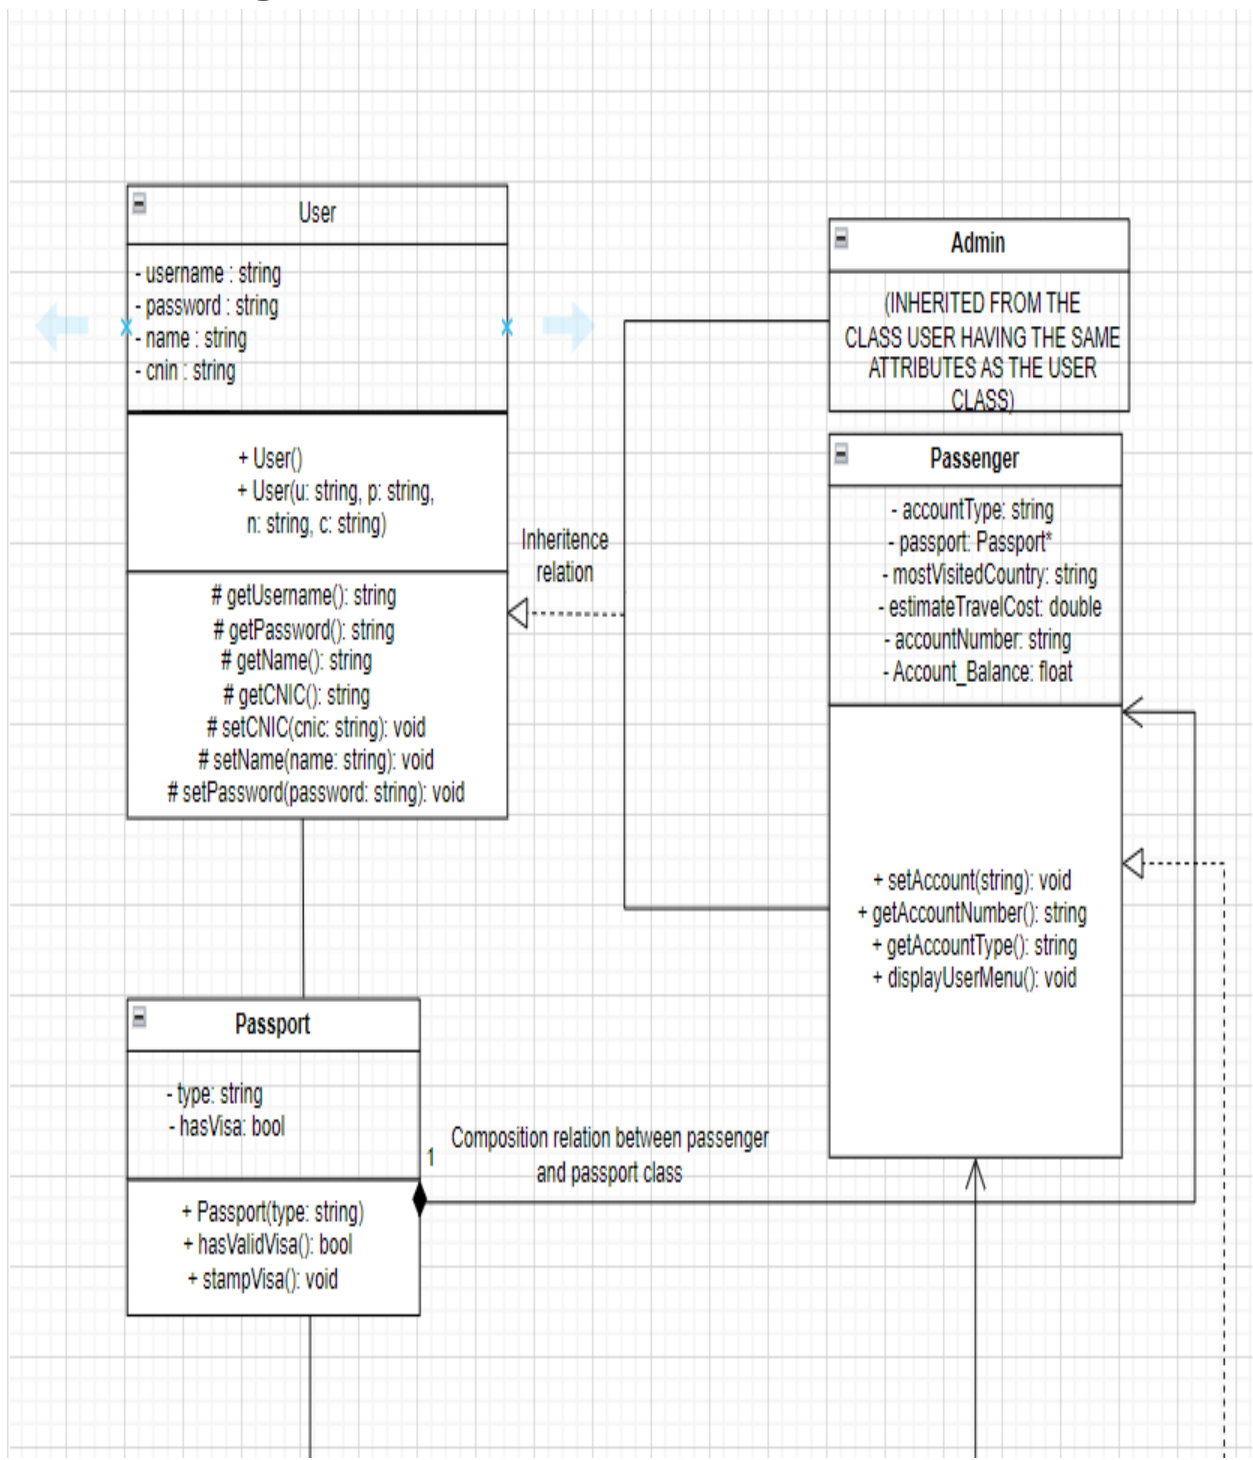 User
- username : string
- password : string
- name : string
- cnin : string
+ User()
+ User(u: string, p: string,
n: string, c: string)
# getUsername(): string
# getPassword(): string
# getName(): string
# getCNIC(): string
# setCNIC(cnic: string): void
# setName(name: string): void
# setPassword(password: string): void
Inheritence
relation
Admin
(INHERITED FROM THE
CLASS USER HAVING THE SAME
ATTRIBUTES AS THE USER
CLASS)
Passenger
- accountType: string
- passport: Passport*
- mostVisitedCountry: string
- estimateTravelCost: double
- accountNumber: string
- Account_Balance: float
+ setAccount(string): void
+ getAccountNumber(): string
+ getAccountType(): string
+ displayUserMenu(): void
Passport
- type: string
- hasVisa: bool
+ Passport(type: string)
+ hasValidVisa(): bool
+ stampVisa(): void
1
Composition relation between passenger
and passport class